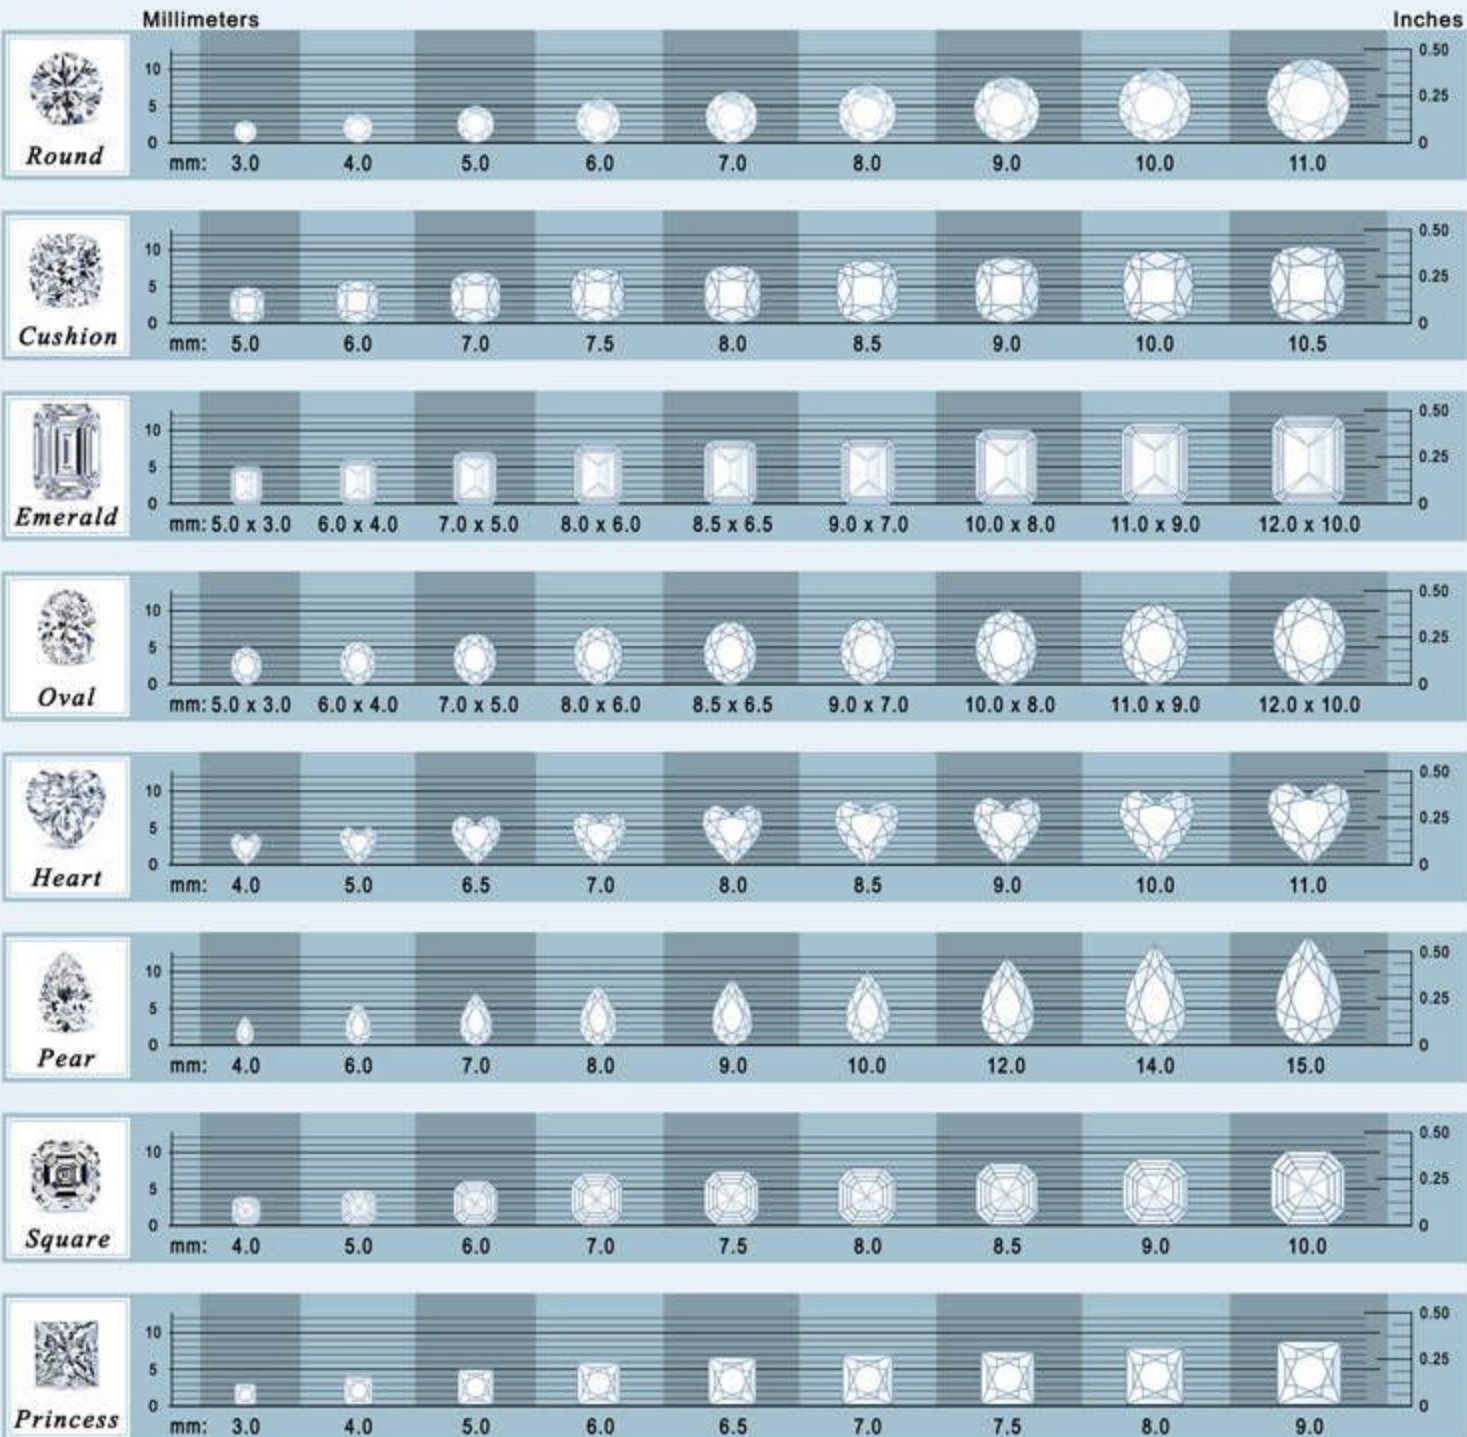 Millimeters Inches
10 0.50
5 0.25
0 0
Round mm: 3.0 4.0 5.0 6.0 7.0 8.0 9.0 10.0 11.0
10 0.50
5 0.25
0 0
Cushion mm: 5.0 6.0 7.0 7.5 8.0 8.5 9.0 10.0 10.5
10 0.50
5 0.25
0 0
Emerald mm: 5.0 x 3.0 6.0 x 4.0 7.0 x 5.0 8.0 x 6.0 8.5 x 6.5 9.0 x 7.0 10.0 x 8.0 11.0 x 9.0 12.0 x 10.0
10 0.50
5 0.25
0 0
Oval mm: 5.0 x 3.0 6.0 x 4.0 7.0 x 5.0 8.0 x 6.0 8.5 x 6.5 9.0 x 7.0 10.0 x 8.0 11.0 x 9.0 12.0 x 10.0
10 0.50
5 0.25
0 0
Heart mm: 4.0 5.0 6.5 7.0 8.0 8.5 9.0 10.0 11.0
10 0.50
5 0.25
0 0
Pear mm: 4.0 6.0 7.0 8.0 9.0 10.0 12.0 14.0 15.0
10 0.50
5 0.25
0 0
Square mm: 4.0 5.0 6.0 7.0 7.5 8.0 8.5 9.0 10.0
10 0.50
5 0.25
0 0
Princess mm: 3.0 4.0 5.0 6.0 6.5 7.0 7.5 8.0 9.0